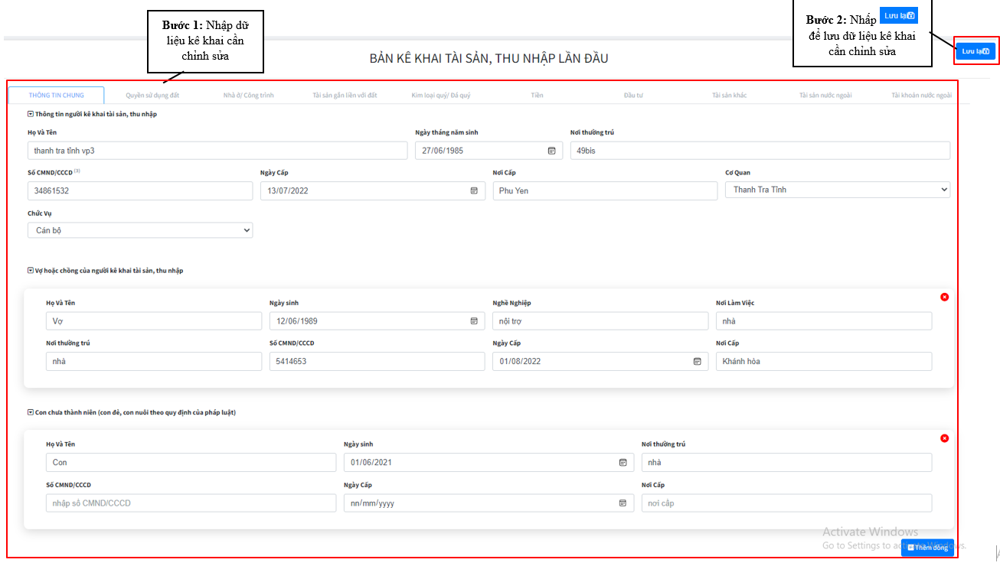 Bước 1: Nhập dữ
liệu kê khai cần
chỉnh sửa
Bước 2: Nhấp Lưu lại
để lưu dữ liệu kê khai
cần chỉnh sửa
Lưu lại
BẢN KÊ KHAI TÀI SẢN, THU NHẬP LẦN ĐẦU
THÔNG TIN CHUNG Quyền sử dụng đất Nhà ở/ Công trình Tài sản gắn liền với đất Kim loại quý/ Đá quý Tiền Đầu tư Tài sản khác Tài sản nước ngoài Tài khoản nước ngoài
Thông tin người kê khai tài sản, thu nhập
Họ Và Tên Ngày tháng năm sinh Nơi thường trú
thanh tra tỉnh vp3 27/06/1985 49bis
Số CMND/CCCD (3) Ngày Cấp Nơi Cấp Cơ Quan
34861532 13/07/2022 Phu Yen Thanh Tra Tỉnh
Chức Vụ
Cán bộ
Vợ hoặc chồng của người kê khai tài sản, thu nhập
Họ Và Tên Ngày sinh Nghề Nghiệp Nơi Làm Việc
Vợ 12/06/1989 nội trợ nhà
Nơi thường trú Số CMND/CCCD Ngày Cấp Nơi Cấp
nhà 5414653 01/08/2022 Khánh hòa
Con chưa thành niên (con đẻ, con nuôi theo quy định của pháp luật)
Họ Và Tên Ngày sinh Nơi thường trú
Con 01/06/2021 nhà
Số CMND/CCCD Ngày Cấp Nơi Cấp
nhập số CMND/CCCD nn/mm/yyyy nơi cấp
Activate Windows
Go to Settings to activate Windows.
Thêm dòng